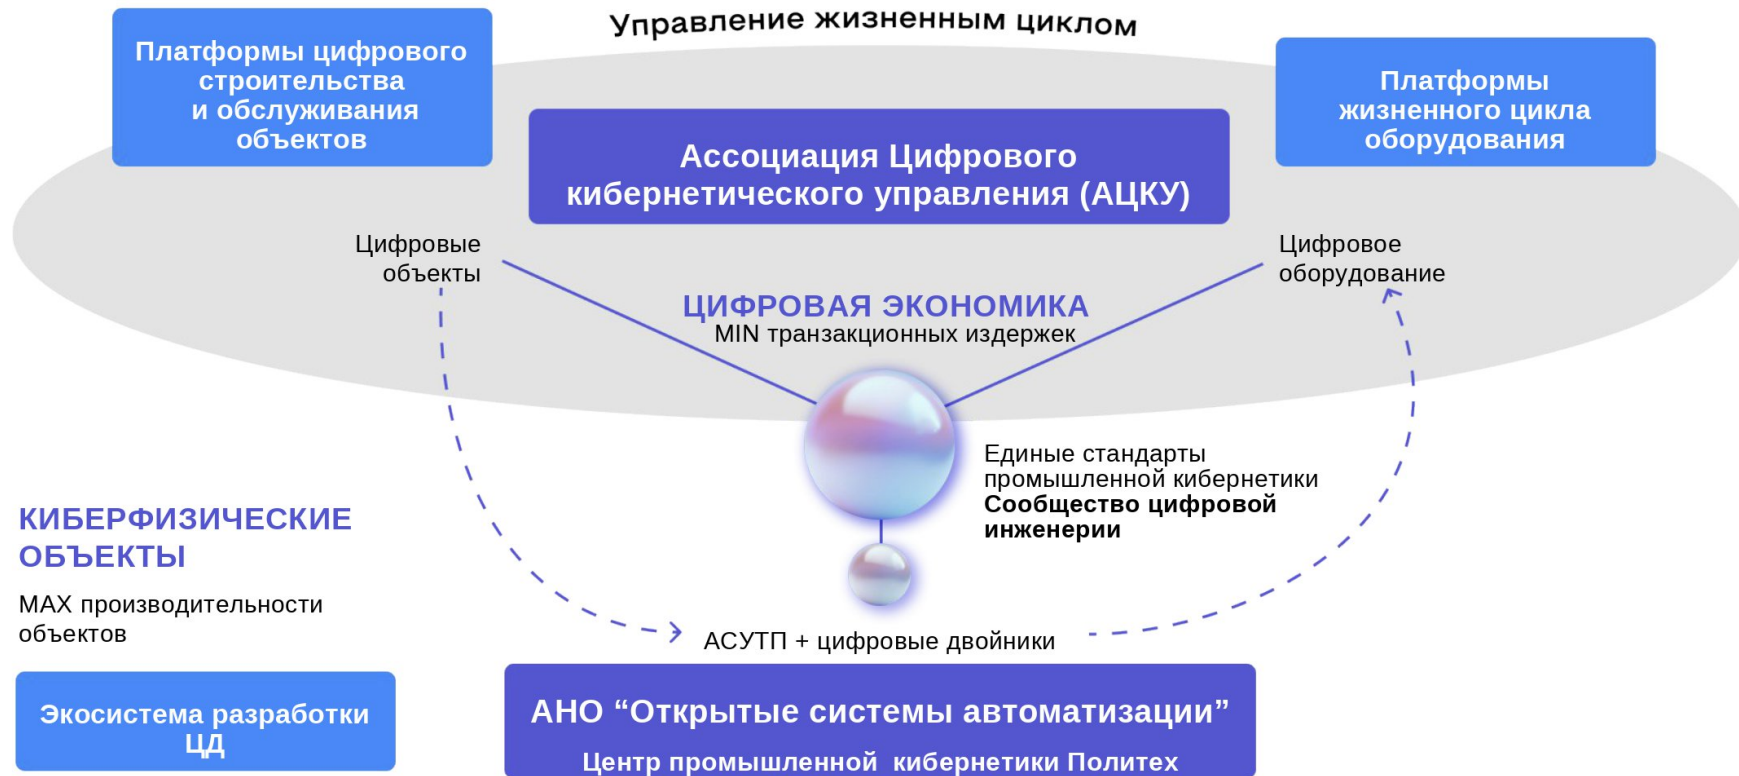 Управление жизненным циклом
Платформы цифрового
строительства
и обслуживания
объектов
Платформы
жизненного цикла
оборудования
Ассоциация Цифрового
кибернетического управления (АЦКУ)
Цифровые
объекты
Цифровое
оборудование
ЦИФРОВАЯ ЭКОНОМИКА
MIN транзакционных издержек
Единые стандарты
промышленной кибернетики
Сообщество цифровой
инженерии
КИБЕРФИЗИЧЕСКИЕ
ОБЪЕКТЫ
MAX производительности
объектов
АСУТП + цифровые двойники
Экосистема разработки
ЦД
АНО “Открытые системы автоматизации”
Центр промышленной кибернетики Политех